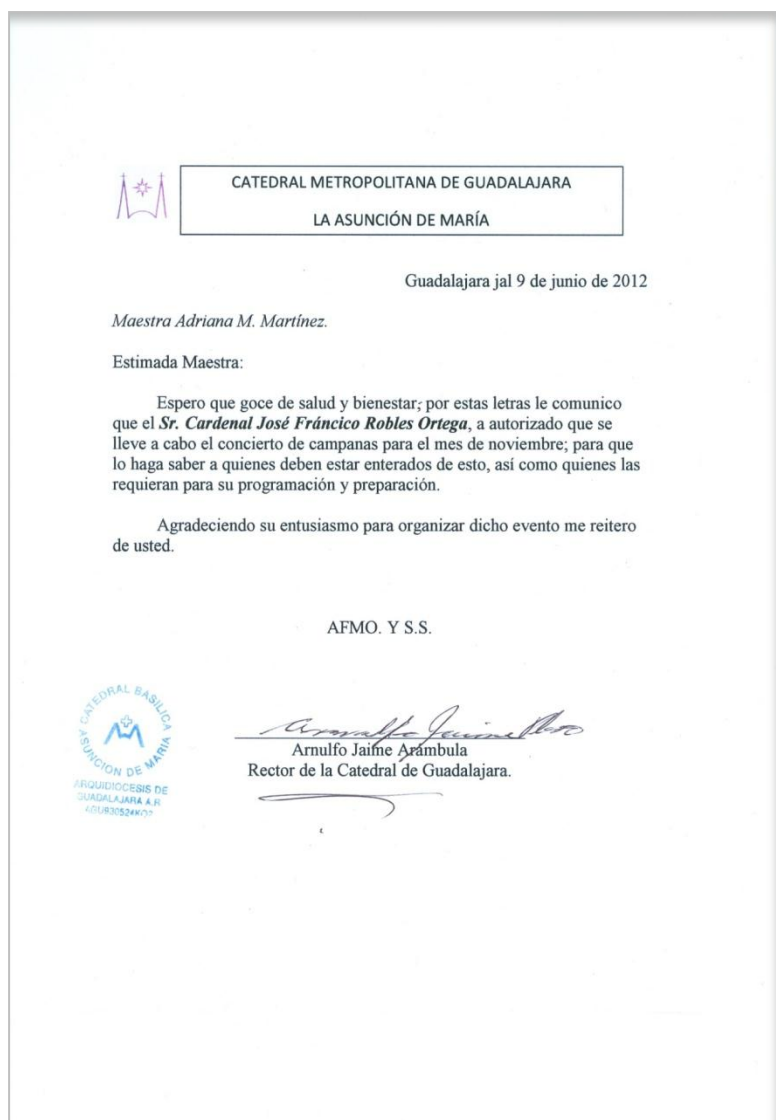 CATEDRAL METROPOLITANA DE GUADALAJARA
LA ASUNCIÓN DE MARÍA
Guadalajara jal 9 de junio de 2012
Maestra Adriana M. Martínez.
Estimada Maestra:
Espero que goce de salud y bienestar; por estas letras le comunico
que el Sr. Cardenal José Fráncico Robles Ortega, a autorizado que se
lleve a cabo el concierto de campanas para el mes de noviembre; para que
lo haga saber a quienes deben estar enterados de esto, así como quienes las
requieran para su programación y preparación.
Agradeciendo su entusiasmo para organizar dicho evento me reitero
de usted.
AFMO. Y S.S.
CATEDRAL BASILICA
ASUNCION DE MARIA
ARQUIDIOCESIS DE
GUADALAJARA A.R
Arnulfo Jaime
Arnulfo Jaime Arámbula
Rector de la Catedral de Guadalajara.